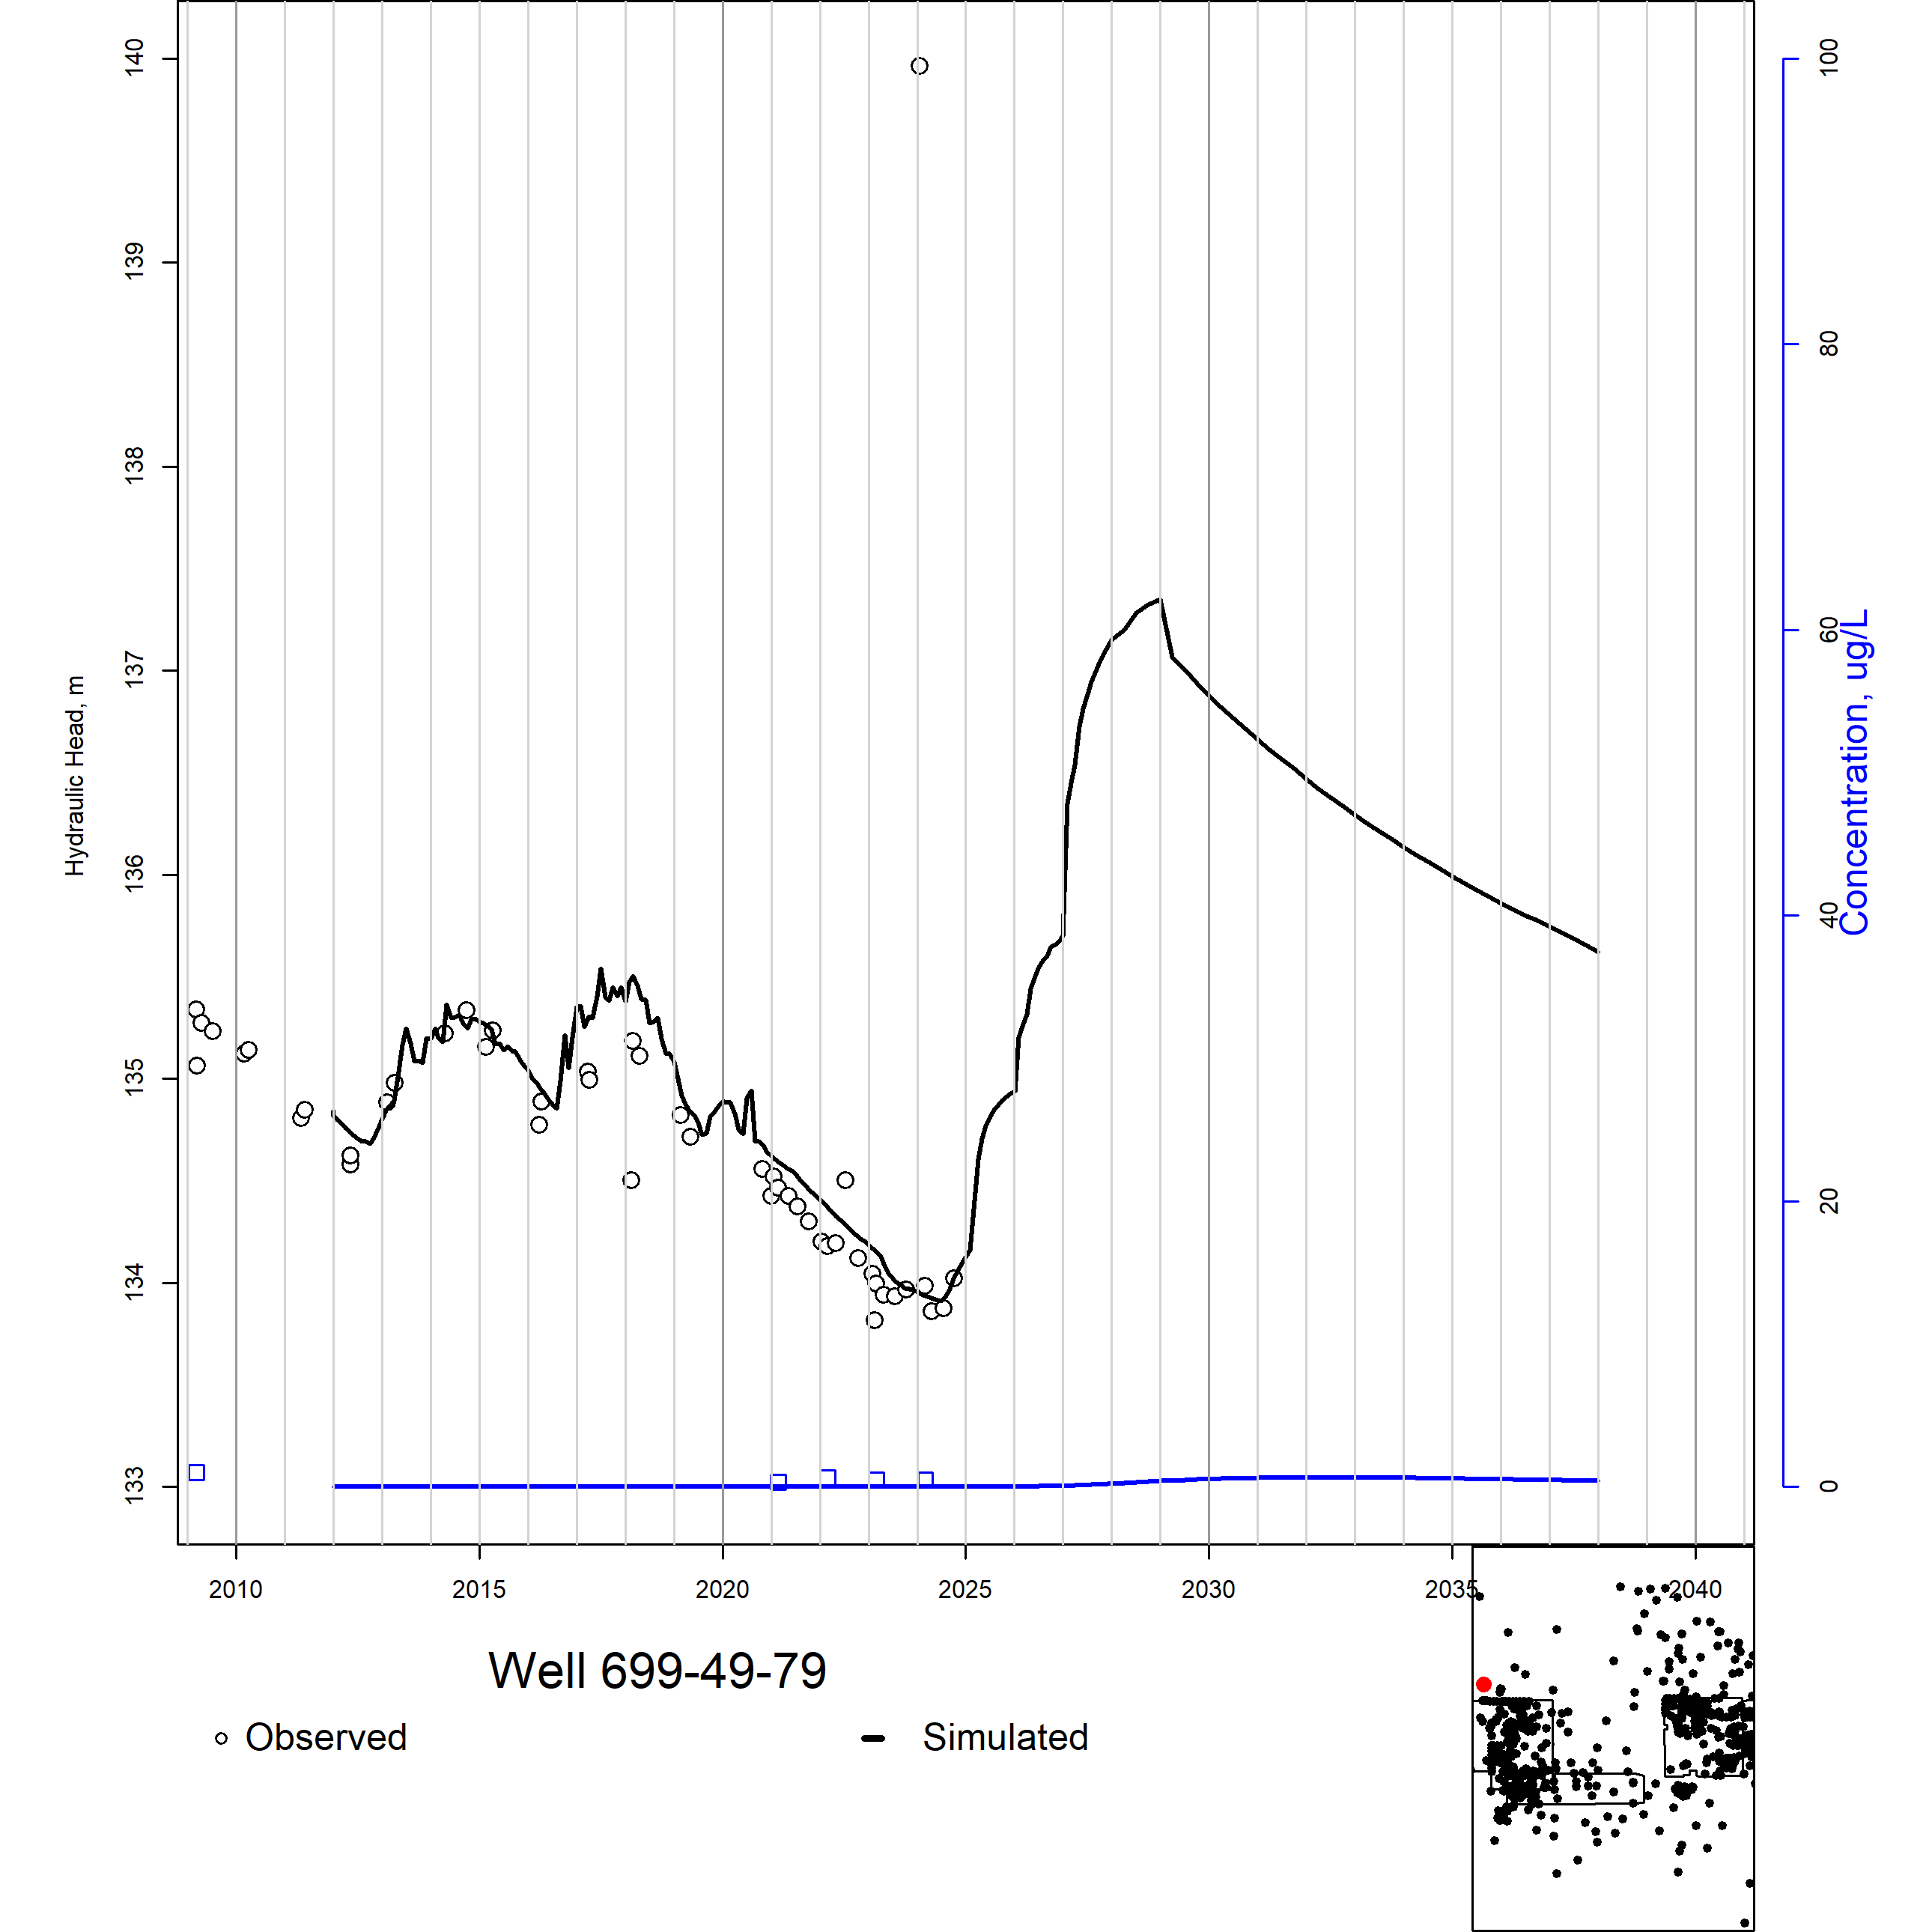 140
139
138
137
136
135
134
133
Hydraulic Head, m
100
80
60
40
20
0
Concentration, ug/L
2010 2015 2020 2025 2030 2035 2040
Well 699-49-79
Observed Simulated